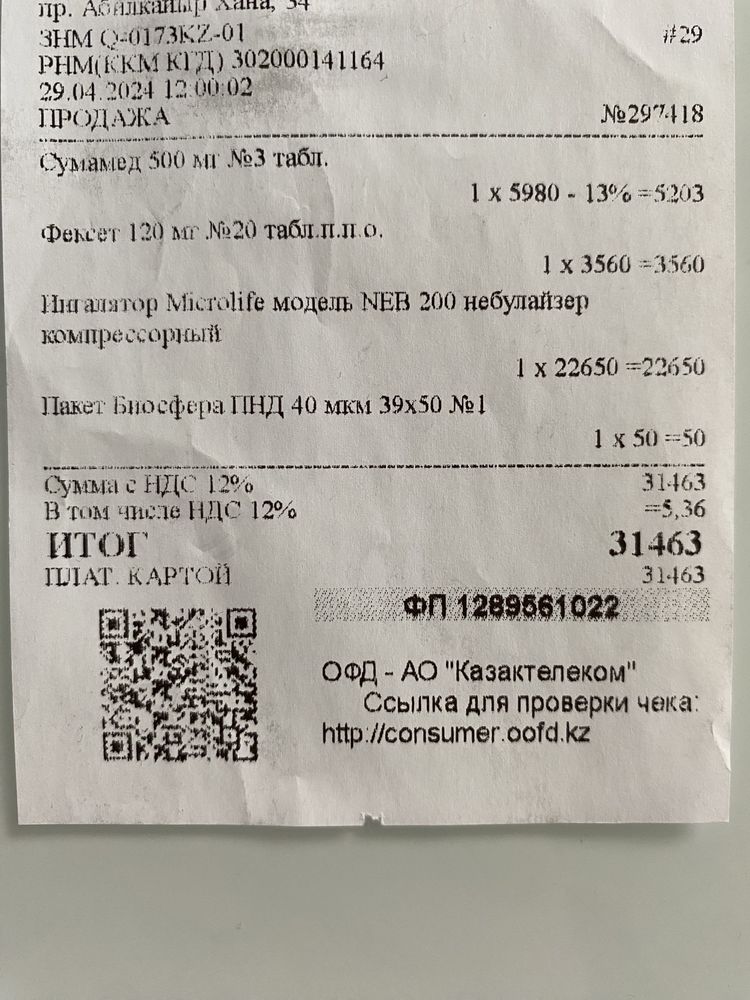 пр. Абилкайыр Хана, 34
ЗНМ Q-0173KZ-01 #29
РНМ(ККМ КГД) 302000141164
29.04.2024 12:00:02
ПРОДАЖА №297418
Сумамед 500 мг №3 табл.
1 x 5980 - 13% =5203
Фексет 120 мг №20 табл.п.п.о.
1 x 3560 =3560
Ингалятор Microlife модель NEB 200 небулайзер
компрессорный
1 x 22650 =22650
Пакет Биосфера ПНД 40 мкм 39x50 №1
1 x 50 =50
Сумма с НДС 12% 31463
В том числе НДС 12% =5,36
ИТОГ 31463
ПЛАТ. КАРТОЙ 31463
ФП 1289561022
ОФД - АО "Казактелеком"
Ссылка для проверки чека:
http://consumer.oofd.kz